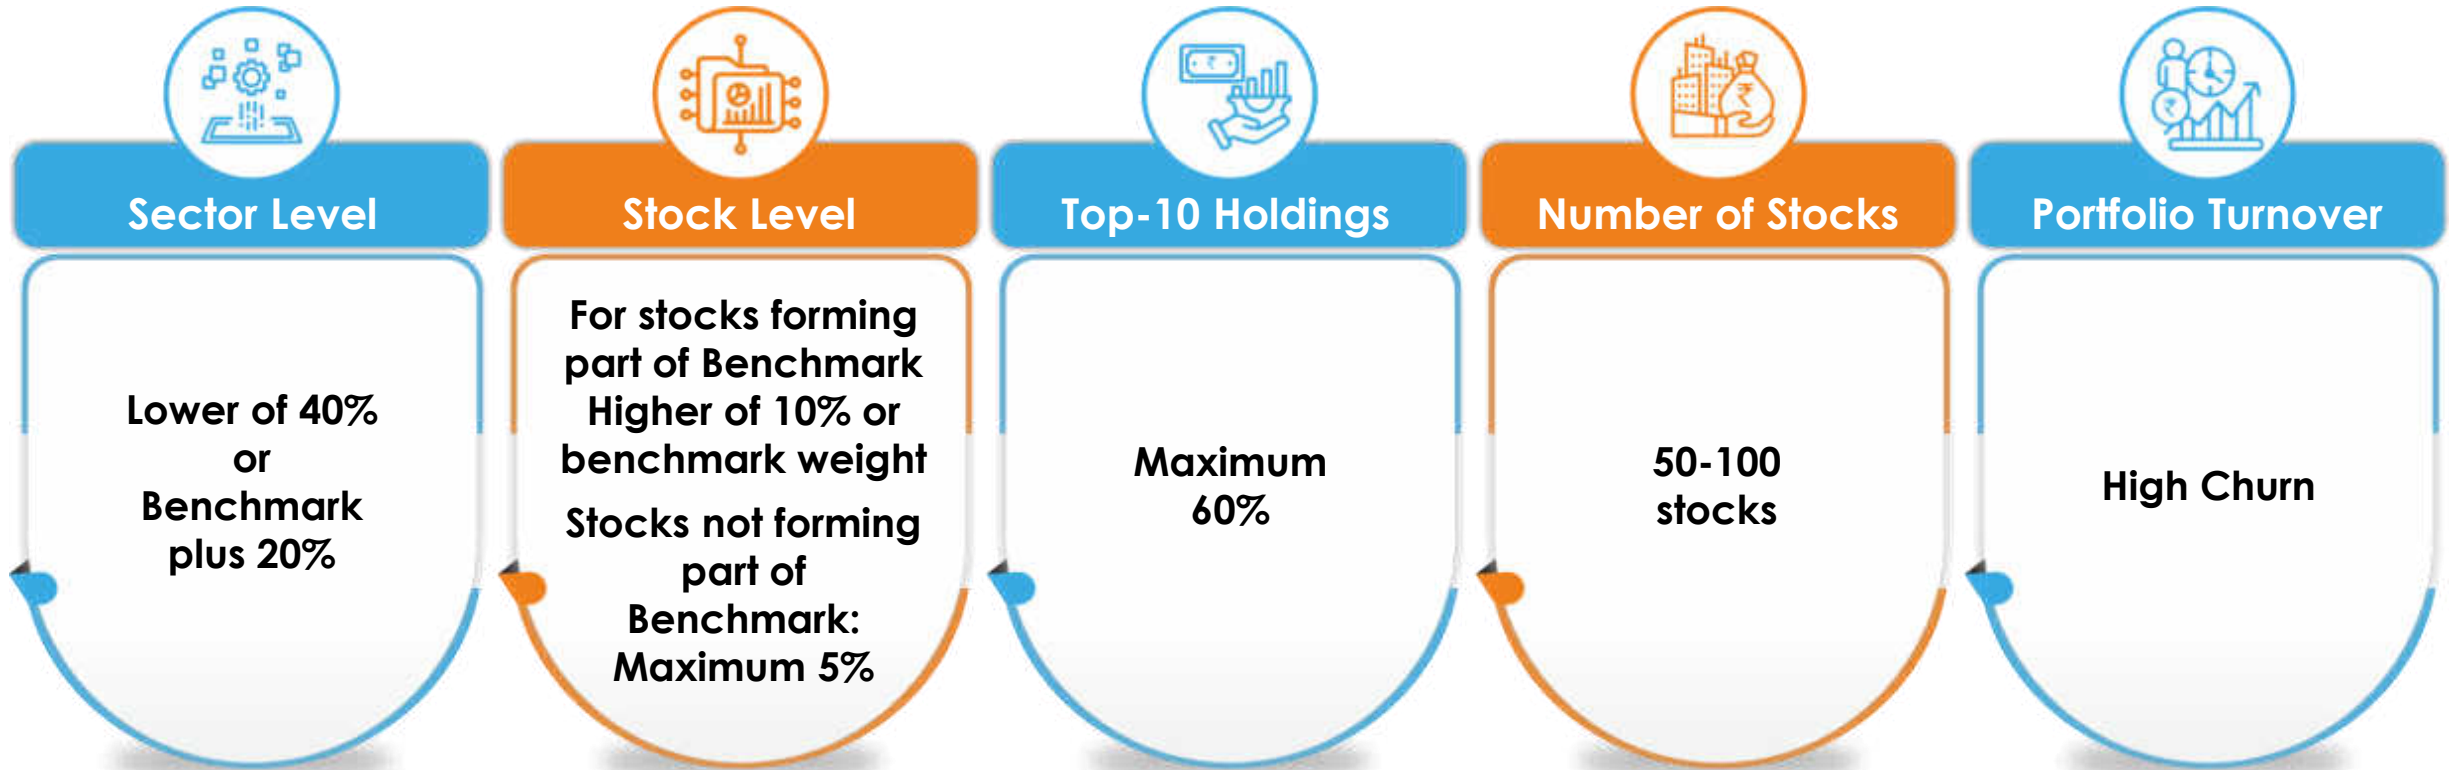 Sector Level
Lower of 40%
or
Benchmark
plus 20%
Stock Level
For stocks forming
part of Benchmark
Higher of 10% or
benchmark weight
Stocks not forming
part of
Benchmark:
Maximum 5%
Top-10 Holdings
Maximum
60%
Number of Stocks
50-100
stocks
Portfolio Turnover
High Churn